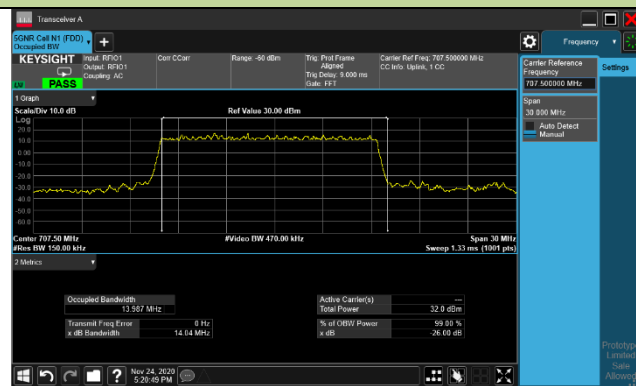 Transceiver A
5GNR Call N1 (FDD)
Occupied BW
Frequency
KEYSIGHT
Input: RFIO1
Output: RFIO1
Coupling: AC
Corr CCorr
Range: -60 dBm
Trig: Prot Frame
Aligned
Trig Delay: 9.006 ms
Gate: FFT
Carrier Ref Freq: 707.500000 MHz
CC Info: Uplink, 1 CC
PASS
Carrier Reference
Frequency
707.500000 MHz
Settings
Span
30.000 MHz
Auto Detect
Manual
1 Graph
Scale/Div 10.0 dB
Ref Value 30.00 dBm
Log
20.0
10.0
0.00
-10.0
-20.0
-30.0
-40.0
-50.0
-60.0
Center 707.50 MHz
#Video BW 470.00 kHz
Span 30 MHz
#Res BW 150.00 kHz
Sweep 1.33 ms (1001 pts)
2 Metrics
Occupied Bandwidth
13.987 MHz
Active Carrier(s)
---
Total Power
32.0 dBm
Transmit Freq Error
0 Hz
% of OBW Power
99.00 %
x dB Bandwidth
14.04 MHz
x dB
-26.00 dB
Nov 24, 2020
5:20:49 PM
Prototype
Limited
Sale
Allowed